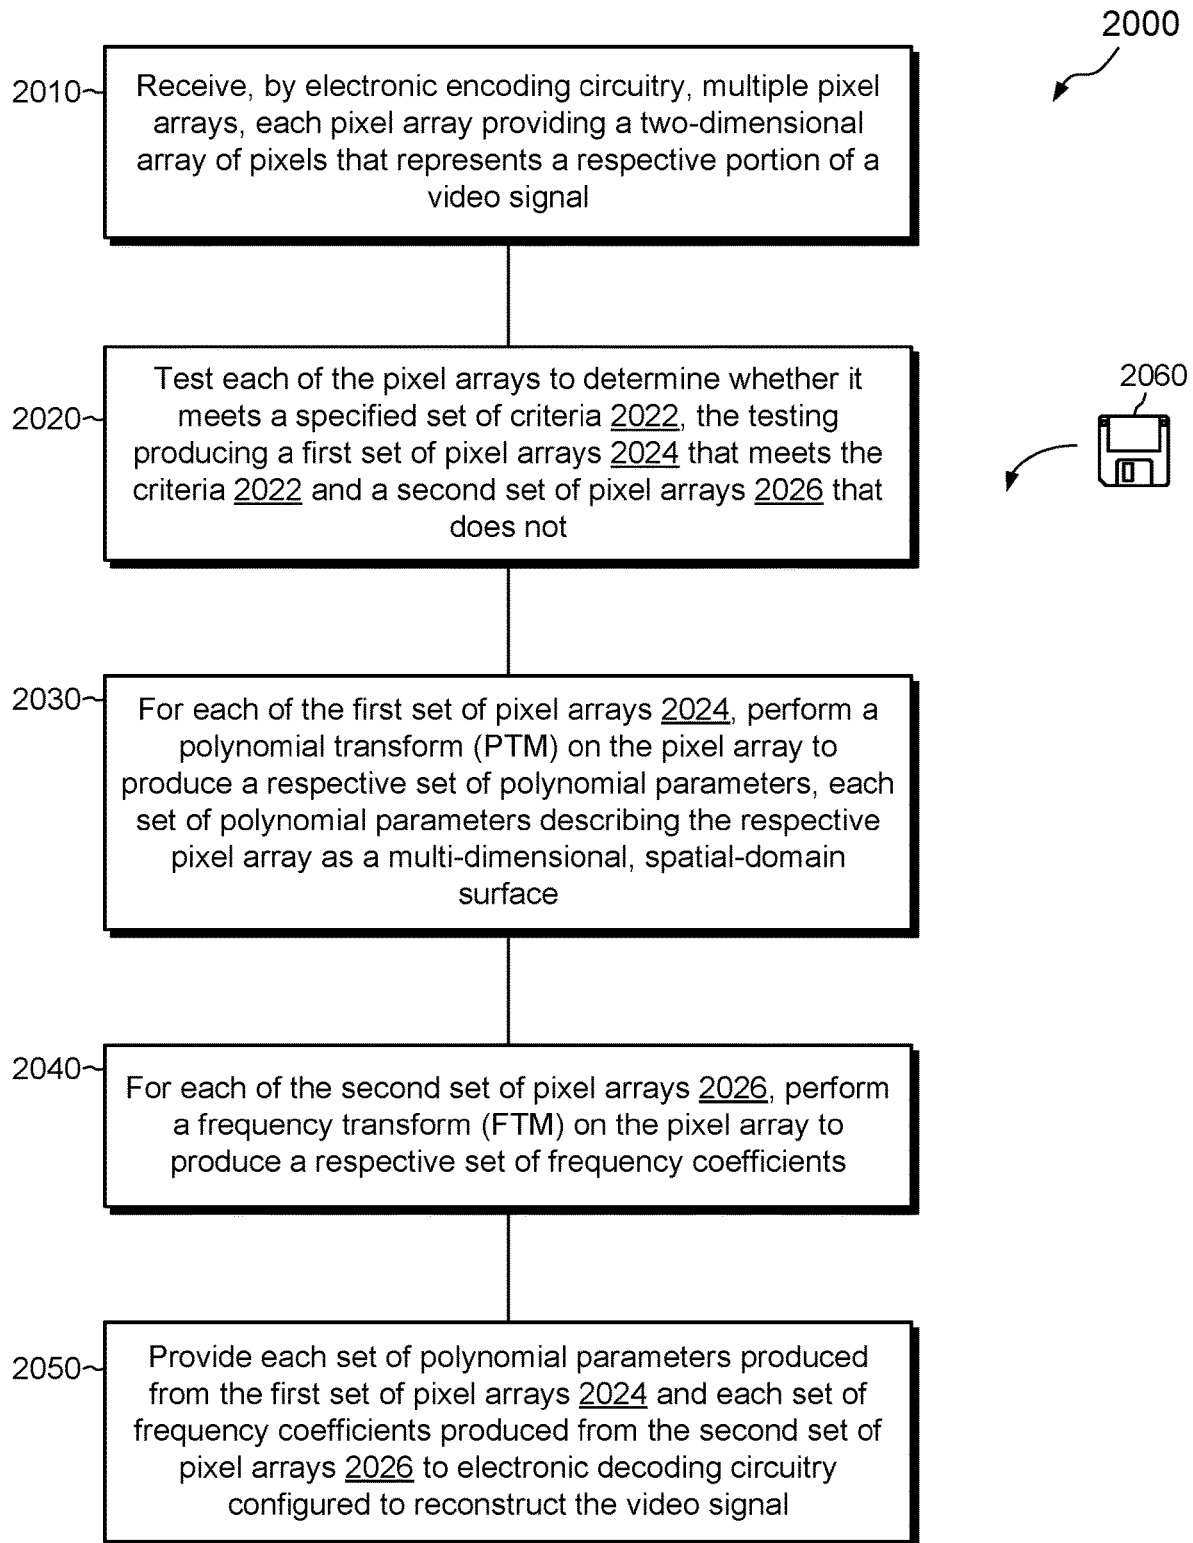 2000
2010
Receive, by electronic encoding circuitry, multiple pixel
arrays, each pixel array providing a two-dimensional
array of pixels that represents a respective portion of a
video signal
2020
Test each of the pixel arrays to determine whether it
meets a specified set of criteria 2022, the testing
producing a first set of pixel arrays 2024 that meets the
criteria 2022 and a second set of pixel arrays 2026 that
does not
2060
2030
For each of the first set of pixel arrays 2024, perform a
polynomial transform (PTM) on the pixel array to
produce a respective set of polynomial parameters, each
set of polynomial parameters describing the respective
pixel array as a multi-dimensional, spatial-domain
surface
2040
For each of the second set of pixel arrays 2026, perform
a frequency transform (FTM) on the pixel array to
produce a respective set of frequency coefficients
2050
Provide each set of polynomial parameters produced
from the first set of pixel arrays 2024 and each set of
frequency coefficients produced from the second set of
pixel arrays 2026 to electronic decoding circuitry
configured to reconstruct the video signal